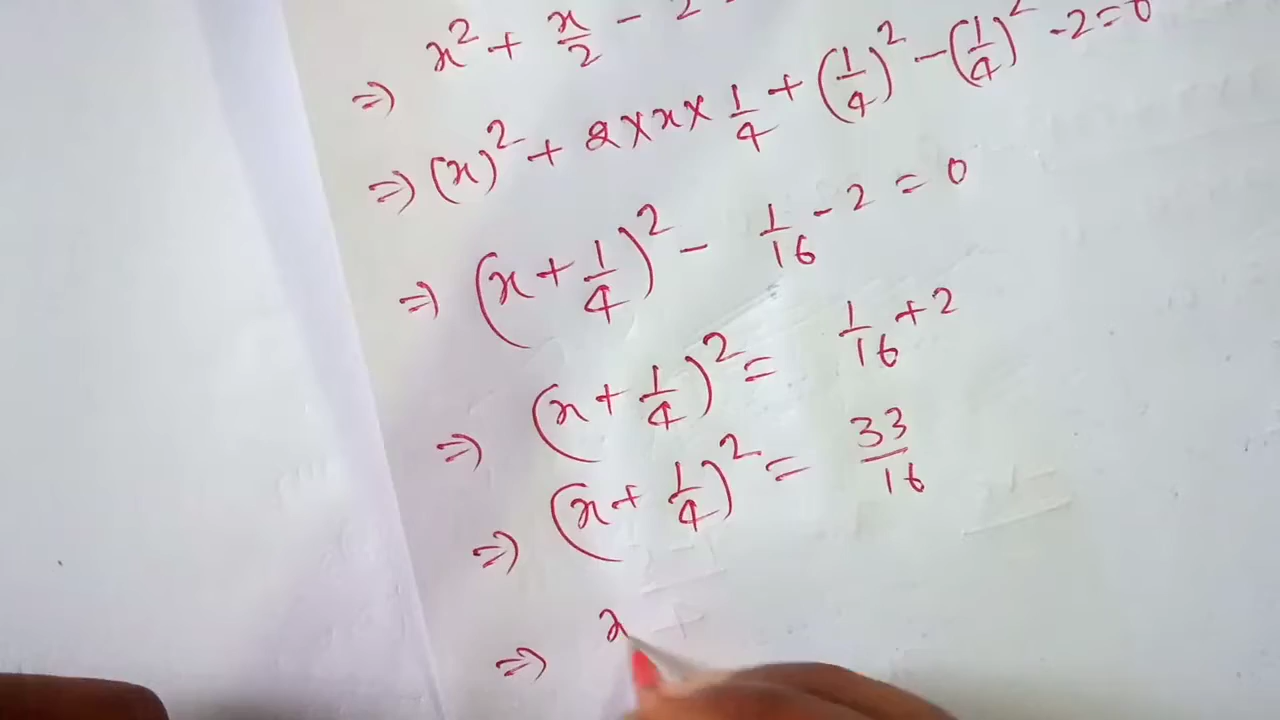 x² + x/2 - 2
⇒ (x)² + 2×x×1/4 + (1/4)² - (1/4)² - 2 = 0
⇒ (x + 1/4)² - 1/16 - 2 = 0
⇒ (x + 1/4)² = 1/16 + 2
⇒ (x + 1/4)² = 33/16
⇒ x